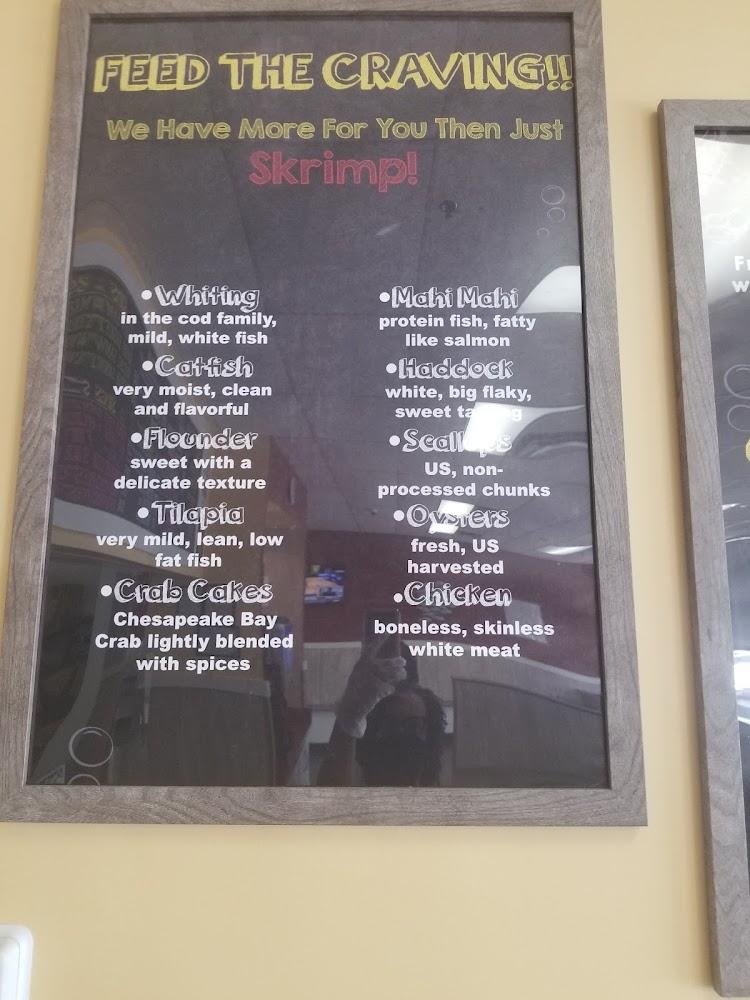 FEED THE CRAVING!!
We Have More For You Then Just
Skrimp!
•Whiting
in the cod family,
mild, white fish
•Catfish
very moist, clean
and flavorful
•Flounder
sweet with a
delicate texture
•Tilapia
very mild, lean, low
fat fish
•Crab Cakes
Chesapeake Bay
Crab lightly blended
with spices
•Mahi Mahi
protein fish, fatty
like salmon
•Haddock
white, big flaky,
sweet tasting
•Scallops
US, non-
processed chunks
•Oysters
fresh, US
harvested
•Chicken
boneless, skinless
white meat